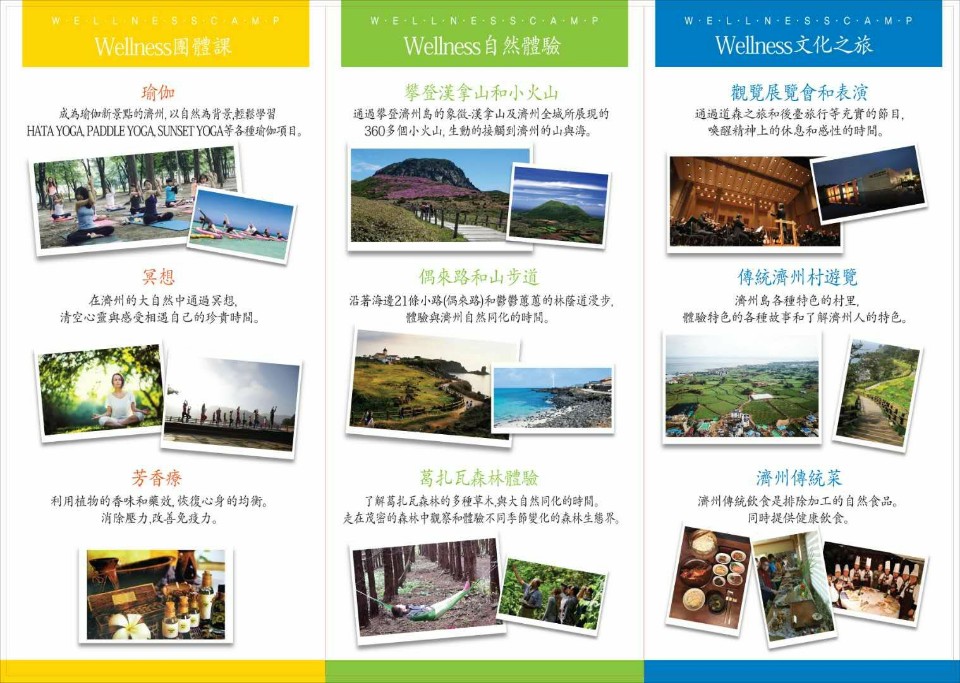 W·E·L·L·N·E·S·S·C·A·M·P
Wellness團體課
瑜伽
成為瑜伽新景點的濟州,以自然為背景,輕鬆學習
HATA YOGA, PADDLE YOGA, SUNSET YOGA等各種瑜伽項目。
冥想
在濟州的大自然中通過冥想,
清空心靈與感受相遇自己的珍貴時間。
芳香療
利用植物的香味和藥效,恢復心身的均衡。
消除壓力,改善免疫力。
W·E·L·L·N·E·S·S·C·A·M·P
Wellness自然體驗
攀登漢拿山和小火山
通過攀登濟州島的象徵-漢拿山及濟州全域所展現的
360多個小火山,生動的接觸到濟州的山與海。
偶來路和山步道
沿著海邊21條小路(偶來路)和鬱鬱蔥蔥的林蔭道漫步,
體驗與濟州自然同化的時間。
葛扎瓦森林體驗
了解葛扎瓦森林的多種草木,與大自然同化的時間。
走在茂密的森林中觀察和體驗不同季節變化的森林生態界。
W·E·L·L·N·E·S·S·C·A·M·P
Wellness文化之旅
觀覽展覽會和表演
通過道森之旅和後臺旅行等充實的節目,
喚醒精神上的休息和感性的時間。
傳統濟州村遊覽
濟州島各種特色的村里,
體驗特色的各種故事和了解濟州人的特色。
濟州傳統菜
濟州傳統飲食是排除加工的自然食品。
同時提供健康飲食。